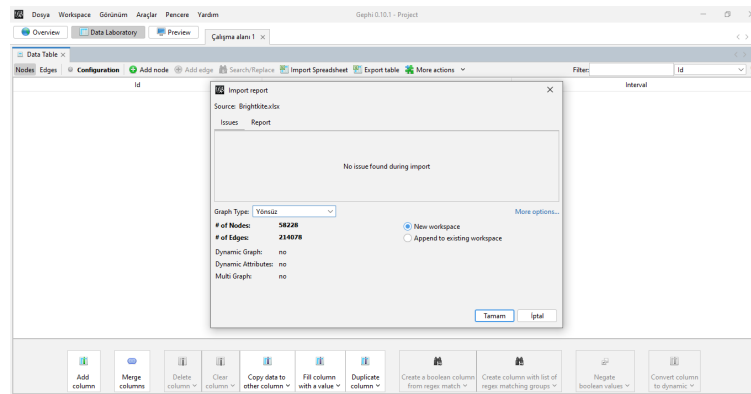 Dosya Workspace Görünüm Araçlar Pencere Yardım Gephi 0.10.1 - Project
Overview Data Laboratory Preview Çalışma alanı 1
Data Table
Nodes Edges Configuration Add node Add edge Search/Replace Import Spreadsheet Export table More actions Filter: Id
Id Interval
Import report
Source: Brightkite.xlsx
Issues Report
No issue found during import
Graph Type: Yönsüz More options...
# of Nodes: 58228 New workspace
# of Edges: 214078 Append to existing workspace
Dynamic Graph: no
Dynamic Attributes: no
Multi Graph: no
Tamam İptal
Add column
Merge columns
Delete column
Clear column
Copy data to other column
Fill column with a value
Duplicate column
Create a boolean column from regex match
Create column with list of regex matching groups
Negate boolean values
Convert column to dynamic